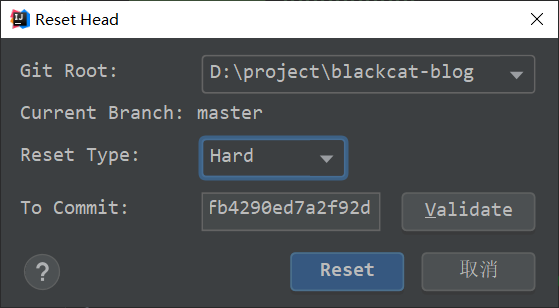 Reset Head
Git Root: D:\project\blackcat-blog
Current Branch: master
Reset Type: Hard
To Commit: fb4290ed7a2f92d Validate
? Reset 取消